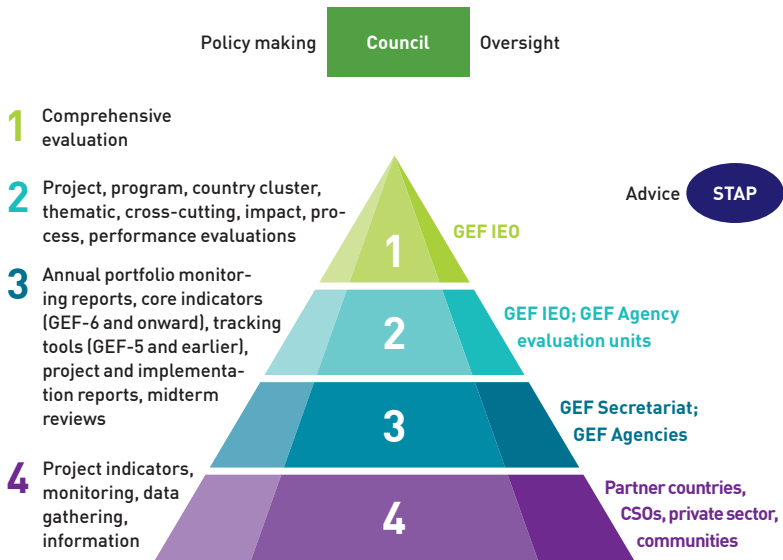 Policy making
Council
Oversight
1
Comprehensive
evaluation
2
Project, program, country cluster,
thematic, cross-cutting, impact, pro-
cess, performance evaluations
Advice
STAP
1
GEF IEO
3
Annual portfolio monitor-
ing reports, core indicators
(GEF-6 and onward), tracking
tools (GEF-5 and earlier),
project and implementa-
tion reports, midterm
reviews
2
GEF IEO; GEF Agency
evaluation units
3
GEF Secretariat;
GEF Agencies
4
Project indicators,
monitoring, data
gathering,
information
4
Partner countries,
CSOs, private sector,
communities